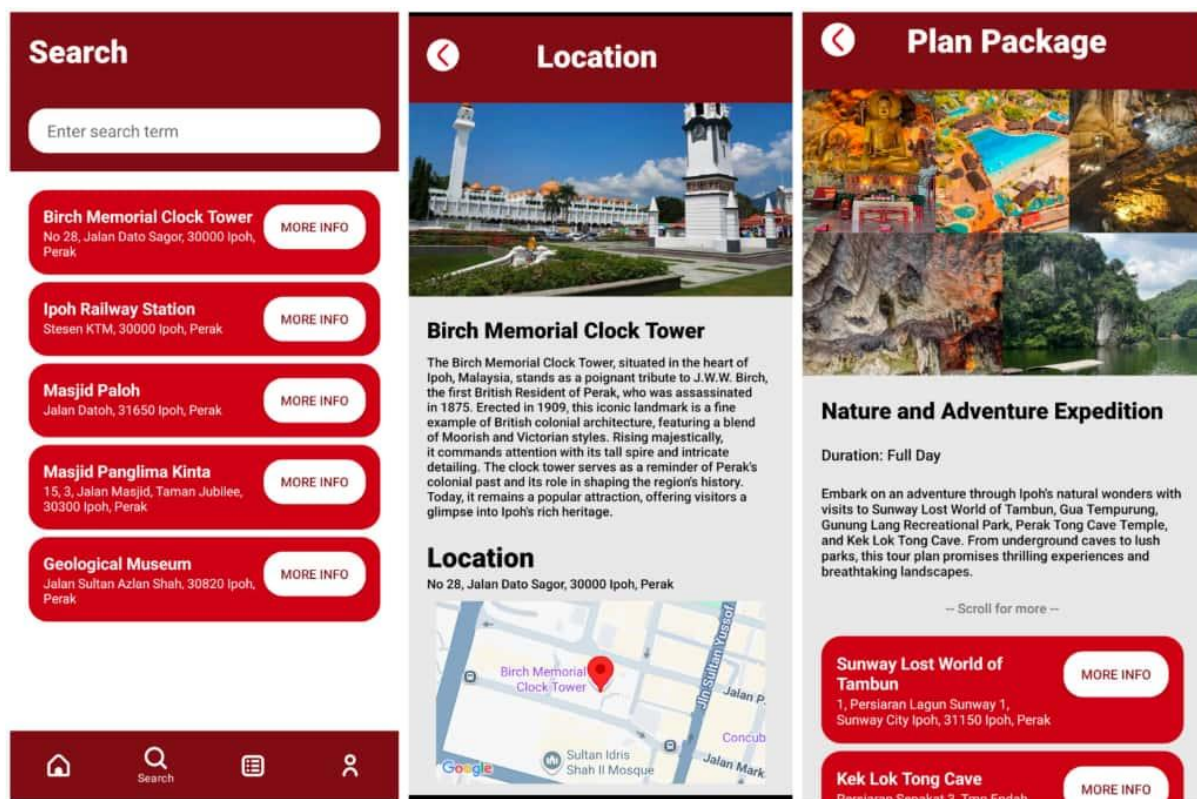 Search
Enter search term
Birch Memorial Clock Tower
No 28, Jalan Dato Sagor, 30000 Ipoh,
Perak
MORE INFO
Ipoh Railway Station
Stesen KTM, 30000 Ipoh, Perak
MORE INFO
Masjid Paloh
Jalan Datoh, 31650 Ipoh, Perak
MORE INFO
Masjid Panglima Kinta
15, 3, Jalan Masjid, Taman Jubilee,
30300 Ipoh, Perak
MORE INFO
Geological Museum
Jalan Sultan Azlan Shah, 30820 Ipoh,
Perak
MORE INFO
Search
Location
Birch Memorial Clock Tower
The Birch Memorial Clock Tower, situated in the heart of
Ipoh, Malaysia, stands as a poignant tribute to J.W.W. Birch,
the first British Resident of Perak, who was assassinated
in 1875. Erected in 1909, this iconic landmark is a fine
example of British colonial architecture, featuring a blend
of Moorish and Victorian styles. Rising majestically,
it commands attention with its tall spire and intricate
detailing. The clock tower serves as a reminder of Perak's
colonial past and its role in shaping the region's history.
Today, it remains a popular attraction, offering visitors a
glimpse into Ipoh's rich heritage.
Location
No 28, Jalan Dato Sagor, 30000 Ipoh, Perak
Birch Memorial
Clock Tower
Jln Sultan Yussof
Jalan P
Concub
Sultan Idris
Shah II Mosque
Jalan Mark
Google
Plan Package
Nature and Adventure Expedition
Duration: Full Day
Embark on an adventure through Ipoh's natural wonders with
visits to Sunway Lost World of Tambun, Gua Tempurung,
Gunung Lang Recreational Park, Perak Tong Cave Temple,
and Kek Lok Tong Cave. From underground caves to lush
parks, this tour plan promises thrilling experiences and
breathtaking landscapes.
-- Scroll for more --
Sunway Lost World of
Tambun
1, Persiaran Lagun Sunway 1,
Sunway City Ipoh, 31150 Ipoh, Perak
MORE INFO
Kek Lok Tong Cave
Persiaran Sepakat 3, Tmn Endah
MORE INFO